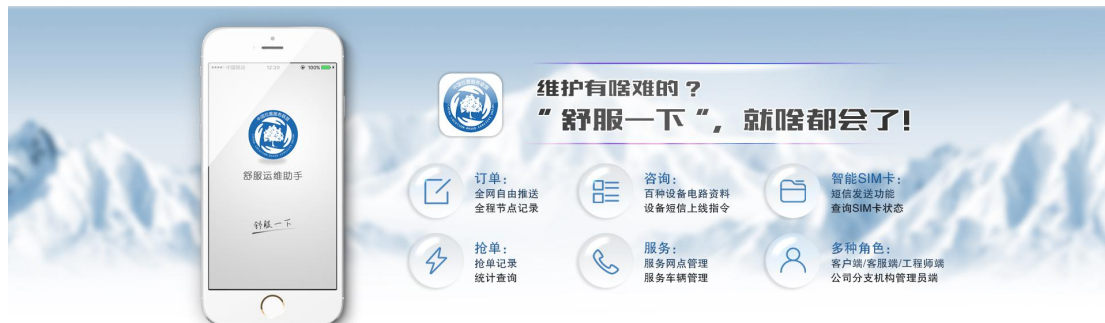 12:00
100%
舒服运维助手
舒服一下
维护有啥难的?
“舒服一下”，就啥都会了!
订单:
全网自由推送
全程节点记录
咨询:
百种设备电路资料
设备短信上线指令
智能SIM卡:
短信发送功能
查询SIM卡状态
抢单:
抢单记录
统计查询
服务:
服务网点管理
服务车辆管理
多种角色:
客户端/客服端/工程师端
公司分支机构管理员端